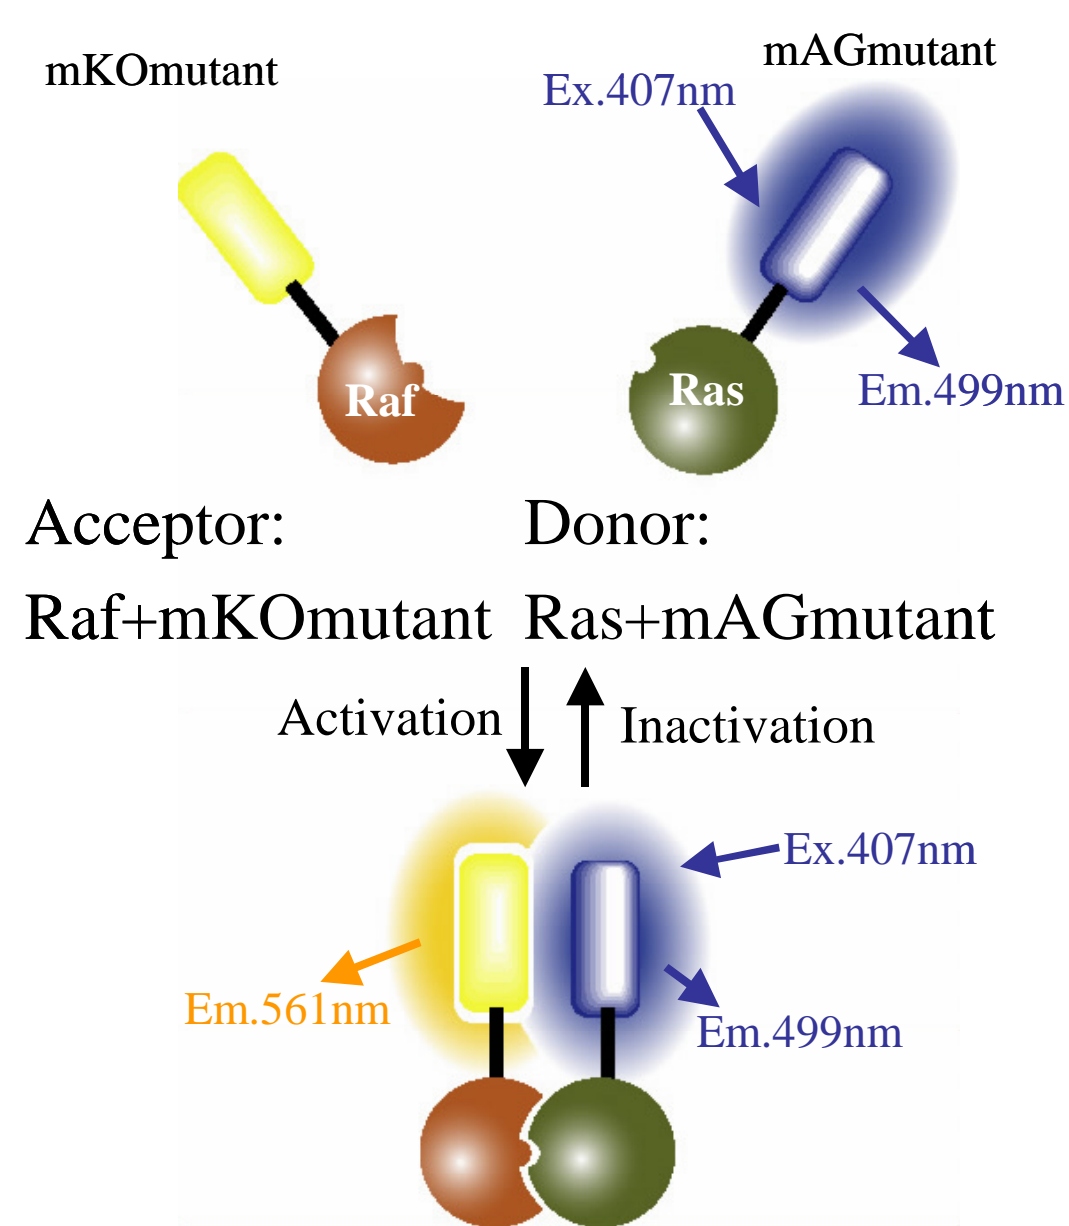 mKOmutant
mAGmutant
Ex.407nm
Raf
Ras
Em.499nm
Acceptor:
Donor:
Raf+mKOmutant
Ras+mAGmutant
Activation
Inactivation
Ex.407nm
Em.561nm
Em.499nm